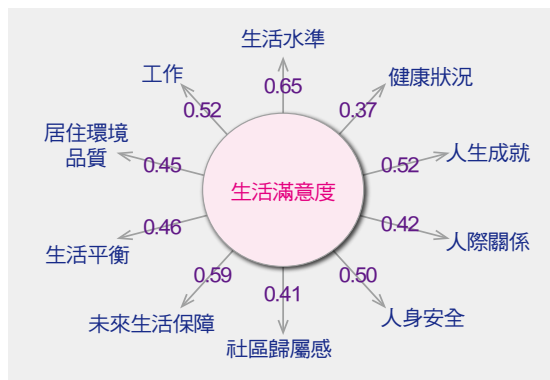 生活水準
工作
0.65
健康狀況
0.52
0.37
居住環境
品質
0.45
0.52
人生成就
生活滿意度
生活平衡
0.46
0.42
人際關係
0.59
0.41
0.50
未來生活保障
社區歸屬感
人身安全